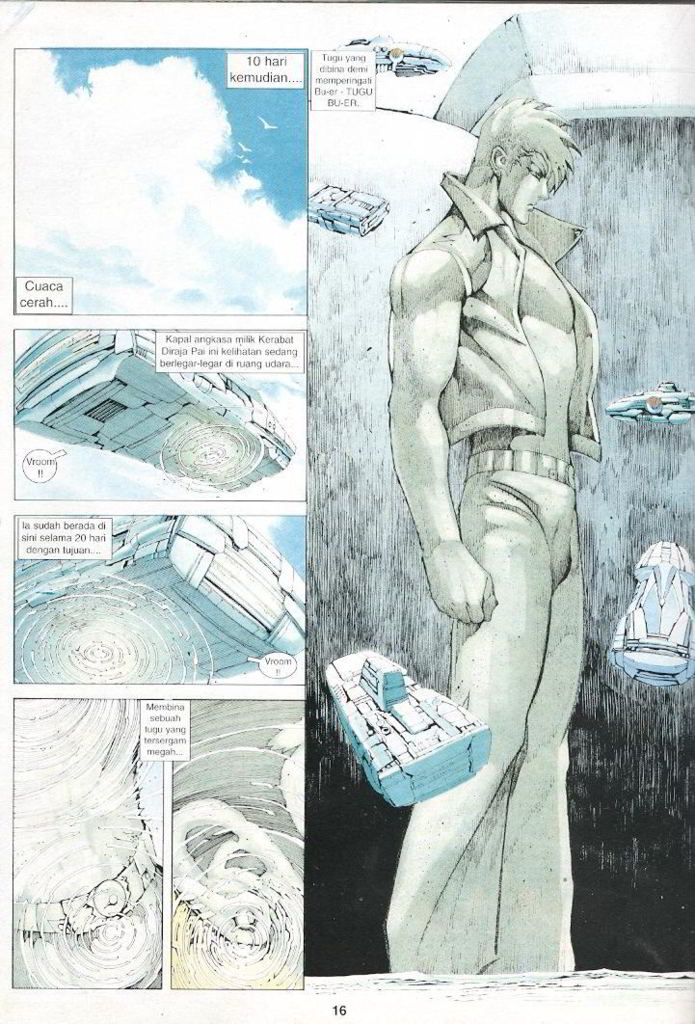 10 hari
kemudian....
Cuaca
cerah....
Kapal angkasa milik Kerabat
Diraja Pai ini kelihatan sedang
berlegar-legar di ruang udara...
Vroom
!!
Ia sudah berada di
sini selama 20 hari
dengan tujuan....
Vroom
!!
Membina
sebuah
tugu yang
tersergam
megah...
Tugu yang
dibina demi
memperingati
Bu-er - TUGU
BU-ER.
16